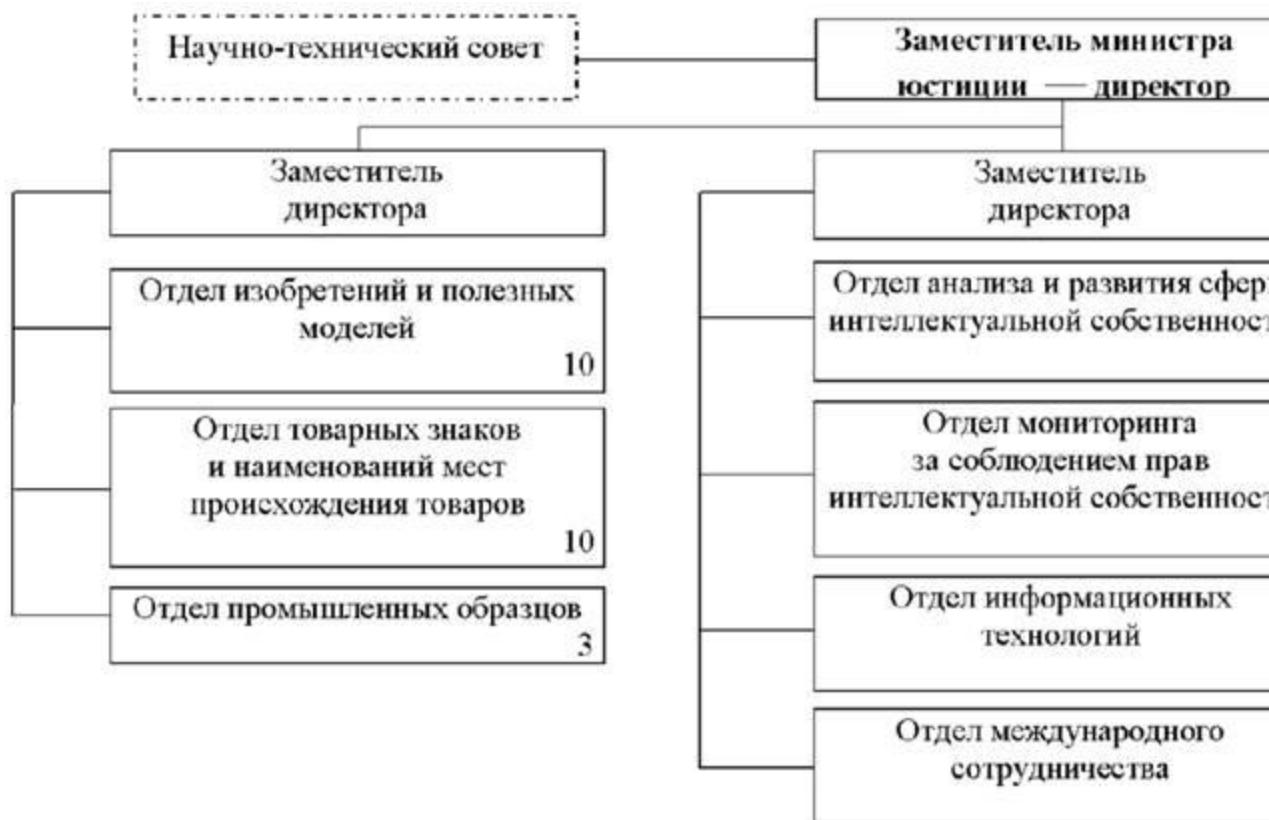 Научно-технический совет
Заместитель министра
юстиции — директор
Заместитель
директора
Отдел изобретений и полезных
моделей
10
Отдел товарных знаков
и наименований мест
происхождения товаров
10
Отдел промышленных образцов
3
Заместитель
директора
Отдел анализа и развития сферы
интеллектуальной собственност
Отдел мониторинга
за соблюдением прав
интеллектуальной собственност
Отдел информационных
технологий
Отдел международного
сотрудничества